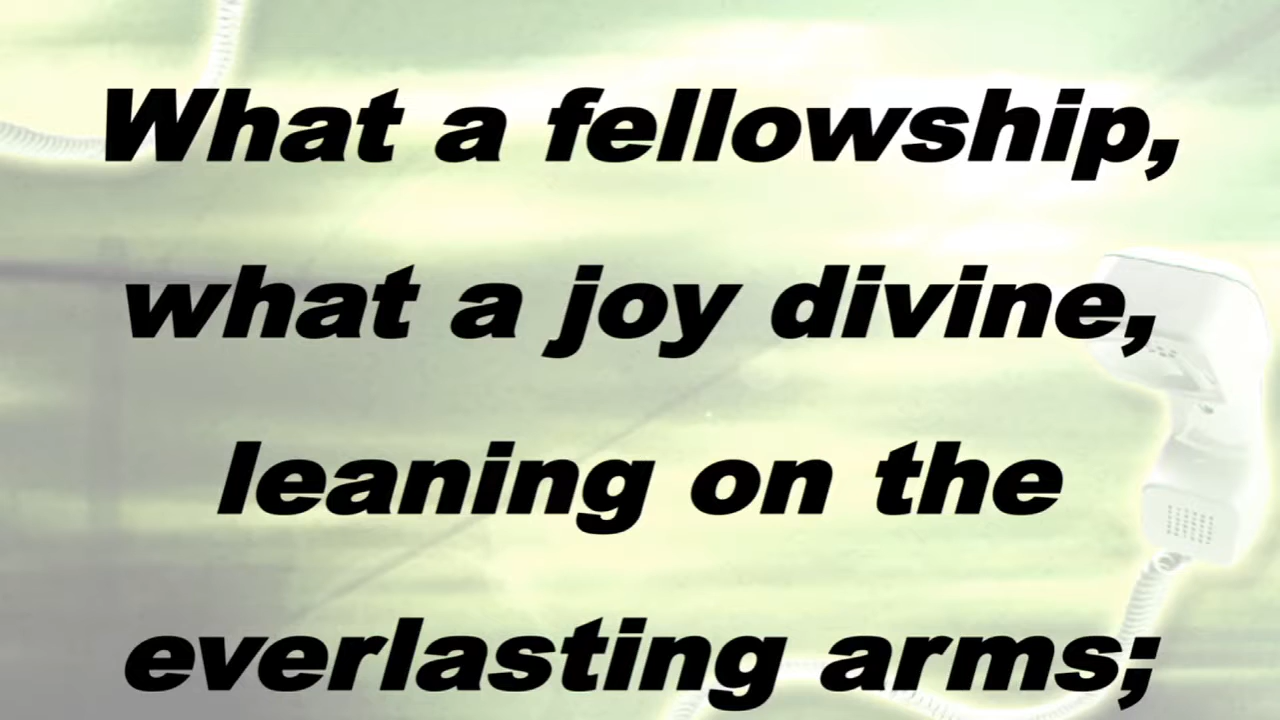 What a fellowship,
what a joy divine,
leaning on the
everlasting arms;